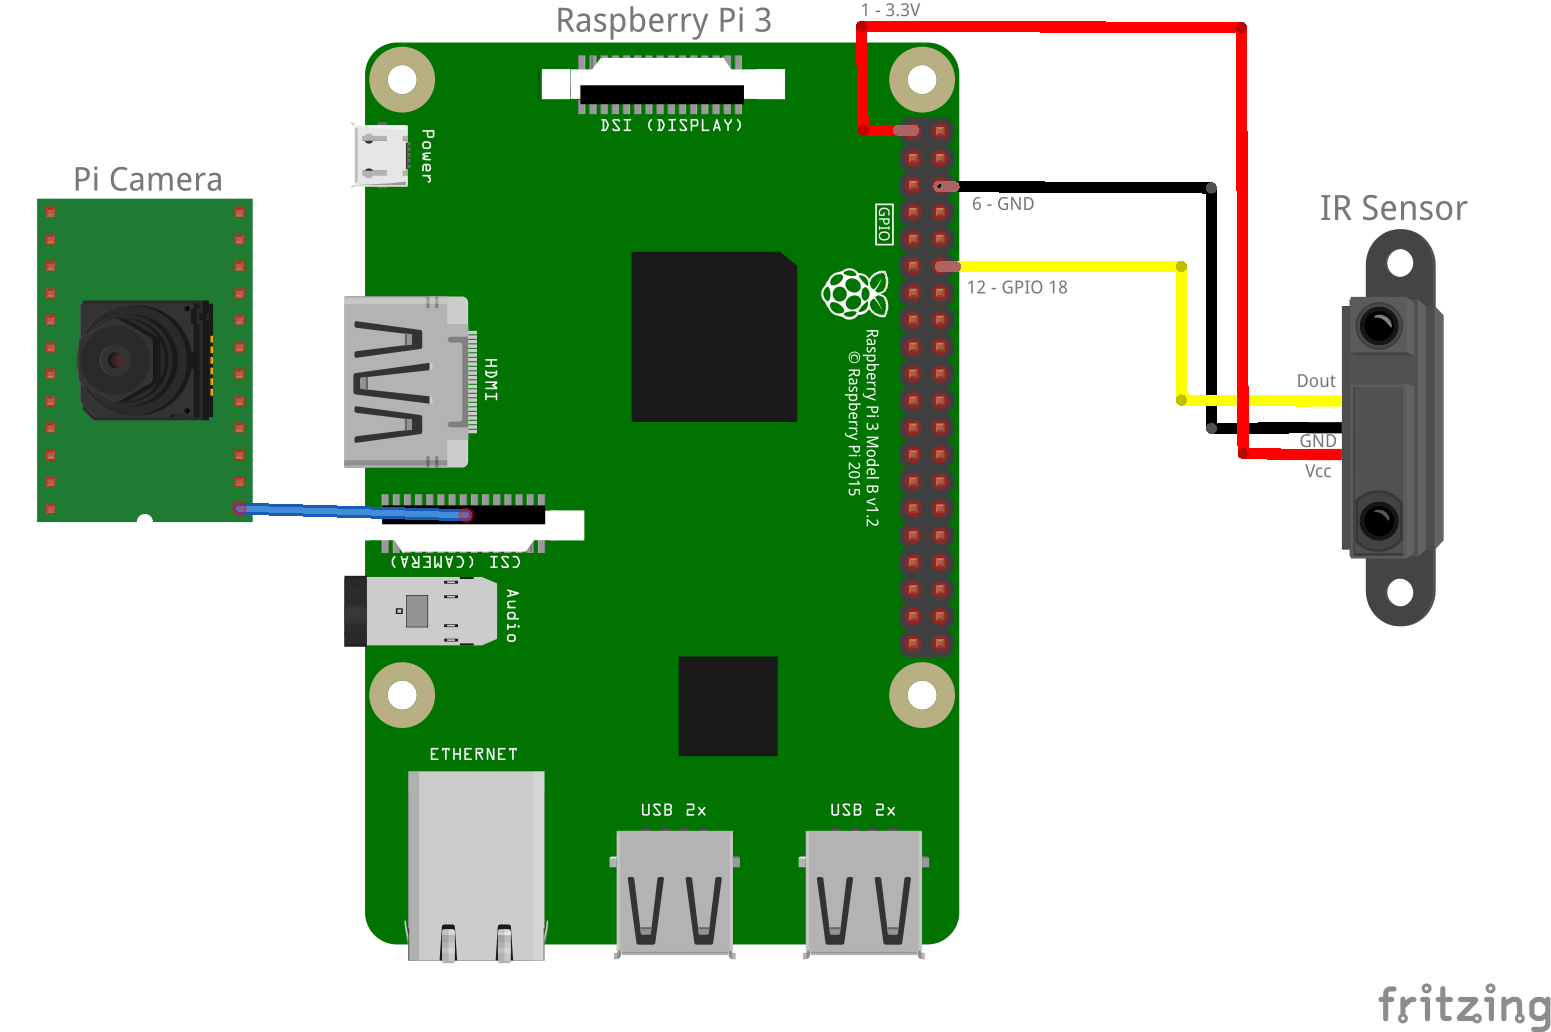 Raspberry Pi 3
1 - 3.3V
DSI (DISPLAY)
Power
Pi Camera
6 - GND
IR Sensor
GPIO
12 - GPIO 18
HDMI
Raspberry Pi 3 Model B v1.2
© Raspberry Pi 2015
Dout
GND
Vcc
CSI (CAMERA)
Audio
ETHERNET
USB 2x
USB 2x
fritzing